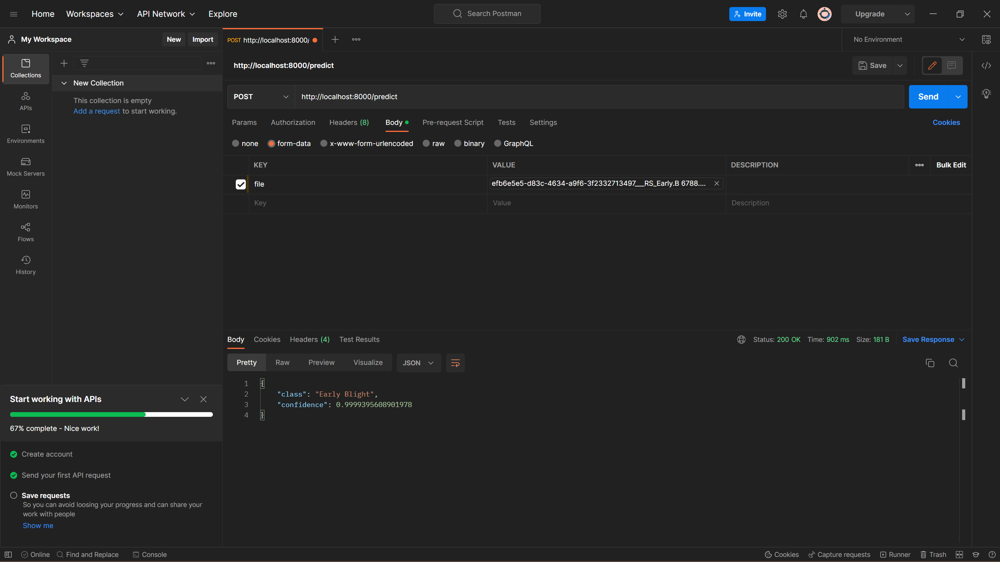 Home Workspaces API Network Explore Search Postman Invite Upgrade
My Workspace New Import POST http://localhost:8000/ No Environment
Collections
APIs
Environments
Mock Servers
Monitors
Flows
History
New Collection
This collection is empty
Add a request to start working.
http://localhost:8000/predict Save
POST http://localhost:8000/predict Send
Params Authorization Headers (8) Body Pre-request Script Tests Settings Cookies
none form-data x-www-form-urlencoded raw binary GraphQL
KEY VALUE DESCRIPTION Bulk Edit
file efb6e5e5-d83c-4634-a9f6-3f2332713497___RS_Early.B 6788....
Key Value Description
Body Cookies Headers (4) Test Results Status: 200 OK Time: 902 ms Size: 181 B Save Response
Pretty Raw Preview Visualize JSON
1 {
2 "class": "Early Blight",
3 "confidence": 0.9999395608901978
4 }
Start working with APIs
67% complete - Nice work!
Create account
Send your first API request
Save requests
So you can avoid loosing your progress and can share your
work with people
Show me
Online Find and Replace Console Cookies Capture requests Runner Trash